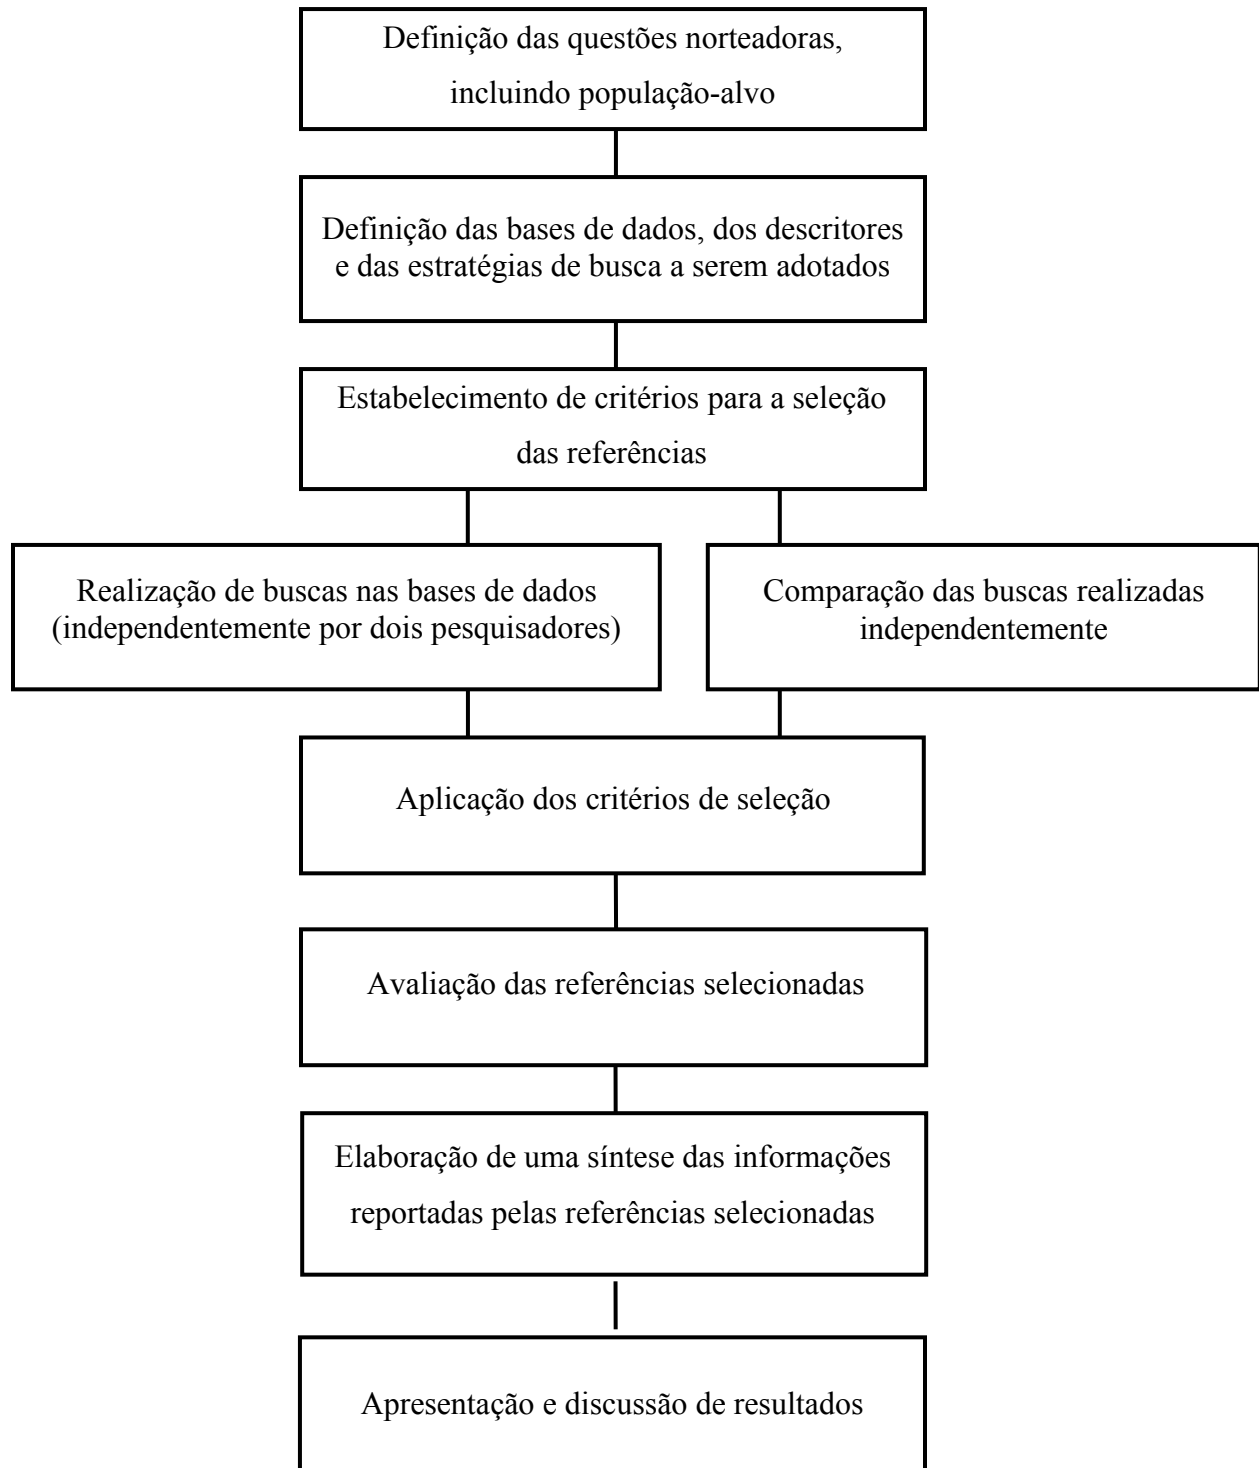 Definição das questões norteadoras,
incluindo população-alvo
Definição das bases de dados, dos descritores
e das estratégias de busca a serem adotados
Estabelecimento de critérios para a seleção
das referências
Realização de buscas nas bases de dados
(independentemente por dois pesquisadores)
Comparação das buscas realizadas
independentemente
Aplicação dos critérios de seleção
Avaliação das referências selecionadas
Elaboração de uma síntese das informações
reportadas pelas referências selecionadas
Apresentação e discussão de resultados